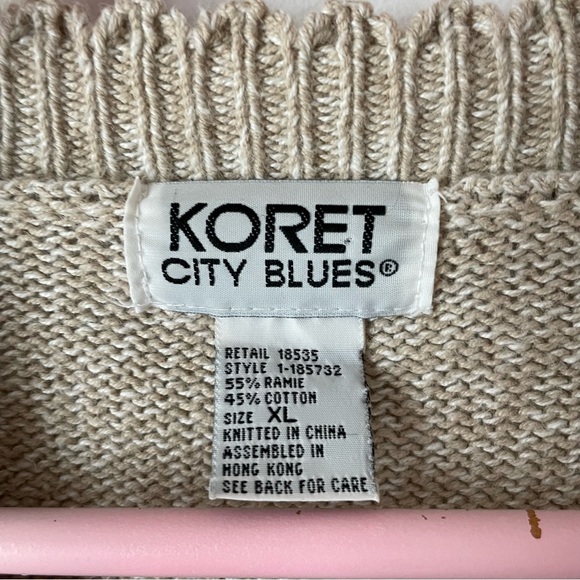 KORET
CITY BLUES®
RETAIL 18535
STYLE 1-185732
55% RAMIE
45% COTTON
SIZE XL
KNITTED IN CHINA
ASSEMBLED IN
HONG KONG
SEE BACK FOR CARE